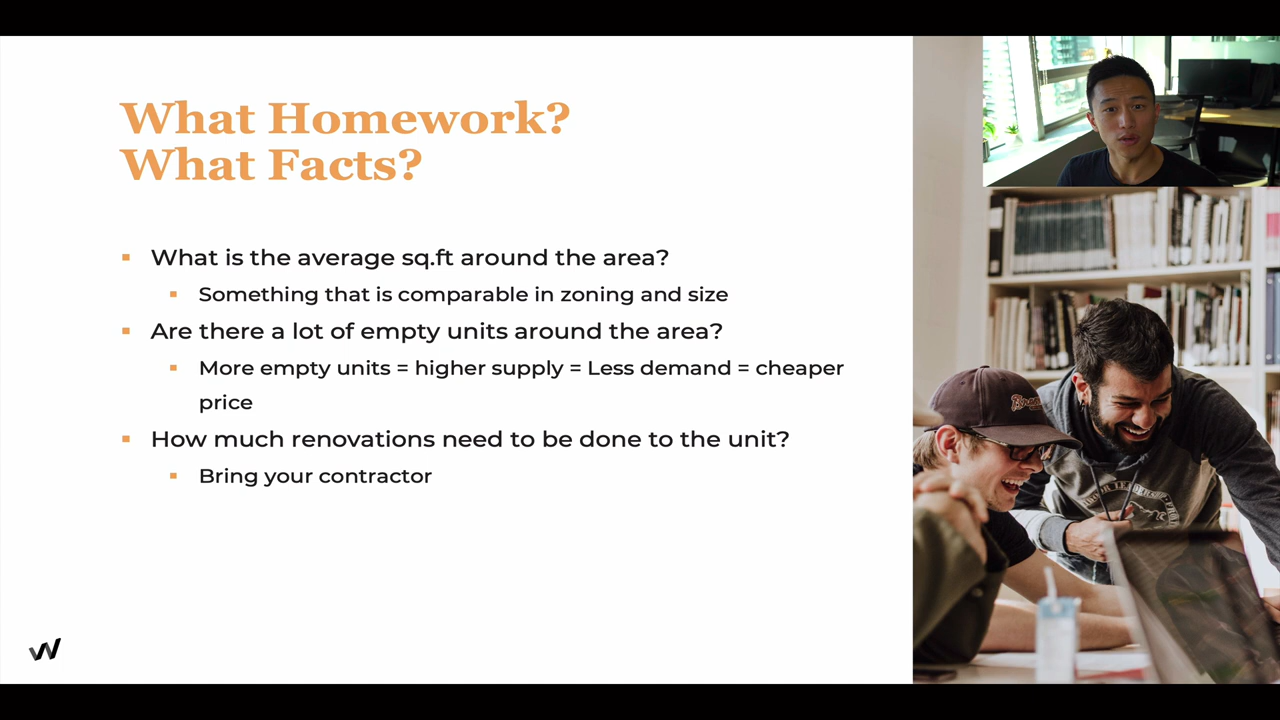 What Homework?
What Facts?
What is the average sq.ft around the area?
Something that is comparable in zoning and size
Are there a lot of empty units around the area?
More empty units = higher supply = Less demand = cheaper
price
How much renovations need to be done to the unit?
Bring your contractor
W